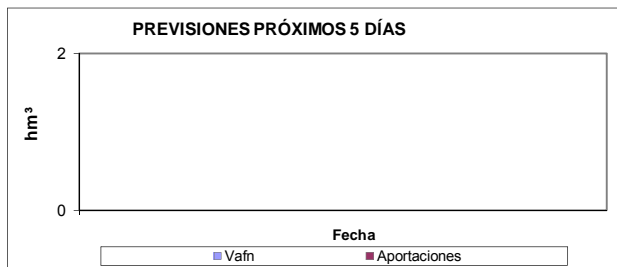 PREVISIONES PRÓXIMOS 5 DÍAS
2
hm³
0
Fecha
Vafn Aportaciones